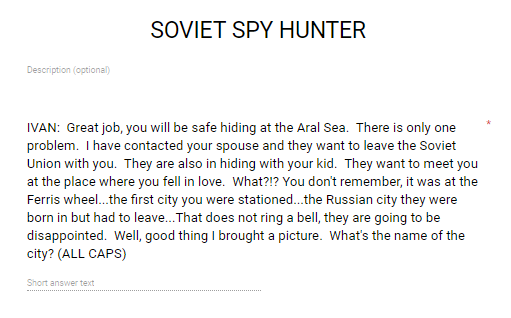 SOVIET SPY HUNTER
Description (optional)
IVAN:  Great job, you will be safe hiding at the Aral Sea.  There is only one
problem.  I have contacted your spouse and they want to leave the Soviet
Union with you.  They are also in hiding with your kid.  They want to meet you
at the place where you fell in love.  What?!? You don't remember, it was at the
Ferris wheel...the first city you were stationed...the Russian city they were
born in but had to leave...That does not ring a bell, they are going to be
disappointed.  Well, good thing I brought a picture.  What's the name of the
city? (ALL CAPS)
*
Short answer text